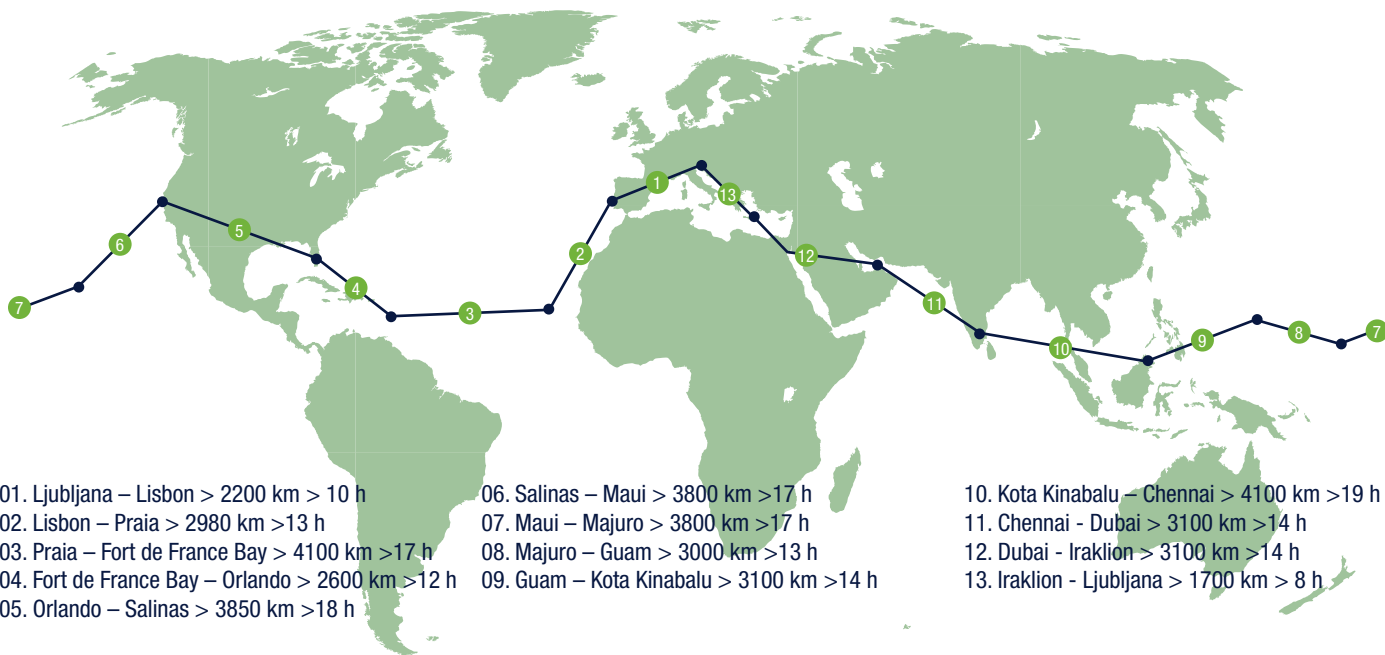 1
13
6
5
2
12
7
4
3
11
10
9
8
7
01. Ljubljana – Lisbon > 2200 km > 10 h
02. Lisbon – Praia > 2980 km >13 h
03. Praia – Fort de France Bay > 4100 km >17 h
04. Fort de France Bay – Orlando > 2600 km >12 h
05. Orlando – Salinas > 3850 km >18 h
06. Salinas – Maui > 3800 km >17 h
07. Maui – Majuro > 3800 km >17 h
08. Majuro – Guam > 3000 km >13 h
09. Guam – Kota Kinabalu > 3100 km >14 h
10. Kota Kinabalu – Chennai > 4100 km >19 h
11. Chennai - Dubai > 3100 km >14 h
12. Dubai - Iraklion > 3100 km >14 h
13. Iraklion - Ljubljana > 1700 km > 8 h